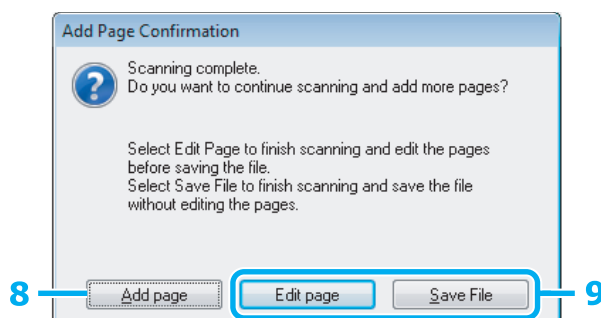 Add Page Confirmation
Scanning complete.
Do you want to continue scanning and add more pages?
Select Edit Page to finish scanning and edit the pages
before saving the file.
Select Save File to finish scanning and save the file
without editing the pages.
8 Add page Edit page Save File 9